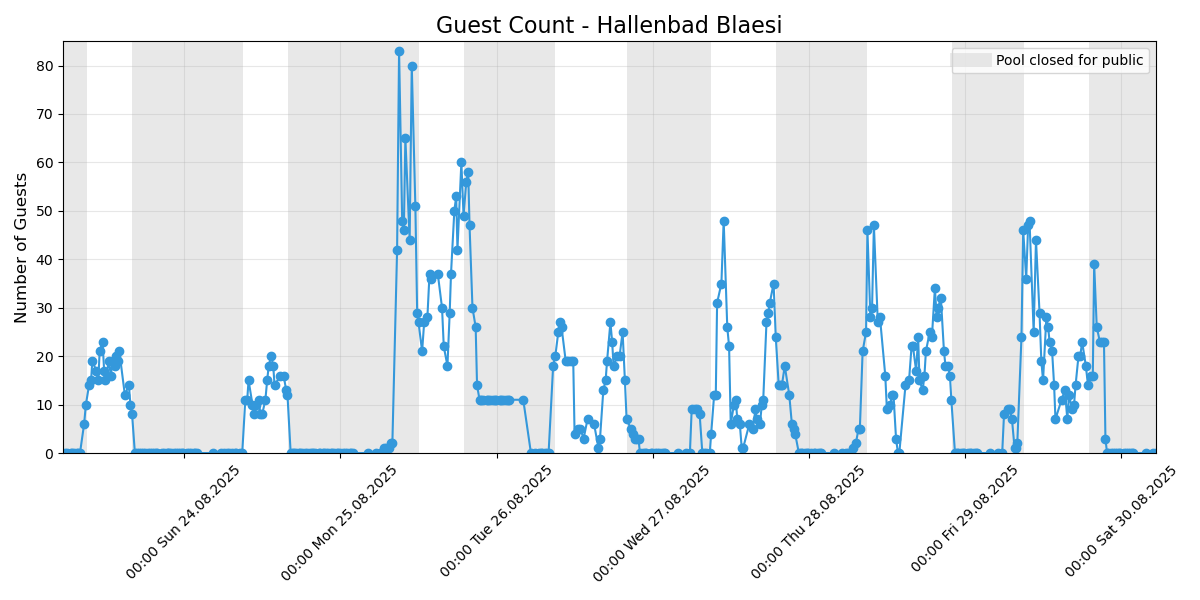 Guest Count - Hallenbad Blaesi
Pool closed for public
Number of Guests
80
70
60
50
40
30
20
10
0
00:00 Sun 24.08.2025
00:00 Mon 25.08.2025
00:00 Tue 26.08.2025
00:00 Wed 27.08.2025
00:00 Thu 28.08.2025
00:00 Fri 29.08.2025
00:00 Sat 30.08.2025